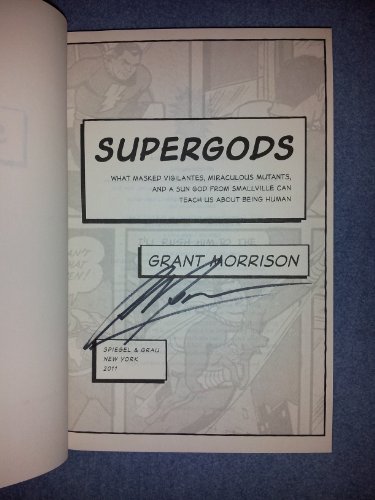 SUPERGODS
WHAT MASKED VIGILANTES, MIRACULOUS MUTANTS,
AND A SUN GOD FROM SMALLVILLE CAN
TEACH US ABOUT BEING HUMAN
GRANT MORRISON
SPIEGEL & GRAU
NEW YORK
2011